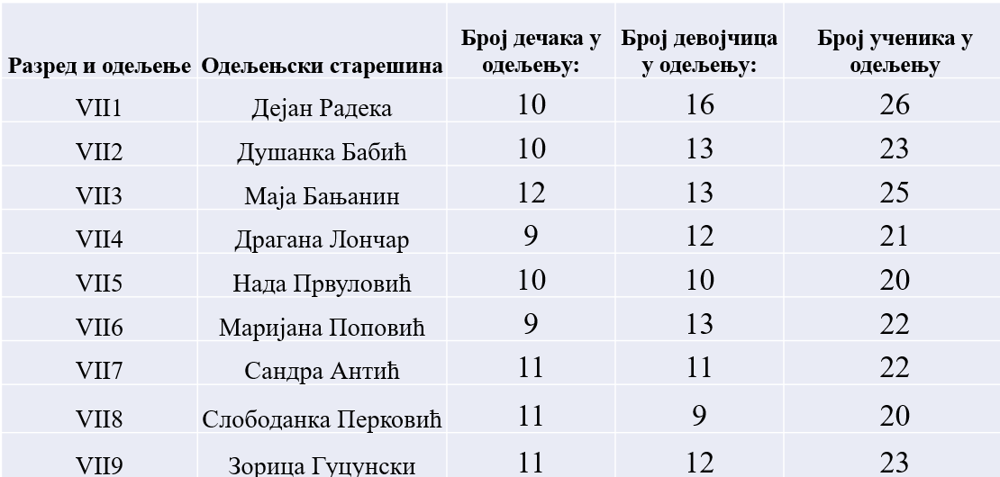 Разред и одељење Одељењски старешина Број дечака у одељењу: Број девојчица у одељењу: Број ученика у одељењу
VII1 Дејан Радека 10 16 26
VII2 Душанка Бабић 10 13 23
VII3 Маја Бањанин 12 13 25
VII4 Драгана Лончар 9 12 21
VII5 Нада Првуловић 10 10 20
VII6 Маријана Поповић 9 13 22
VII7 Сандра Антић 11 11 22
VII8 Слободанка Перковић 11 9 20
VII9 Зорица Гуцунски 11 12 23